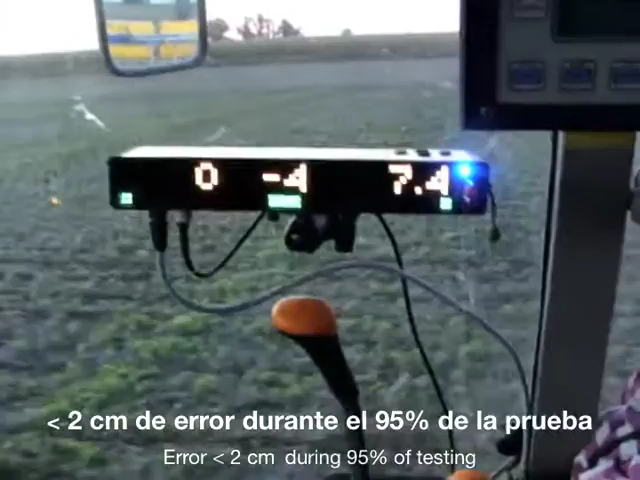 0 -4 7.4
< 2 cm de error durante el 95% de la prueba
Error < 2 cm during 95% of testing